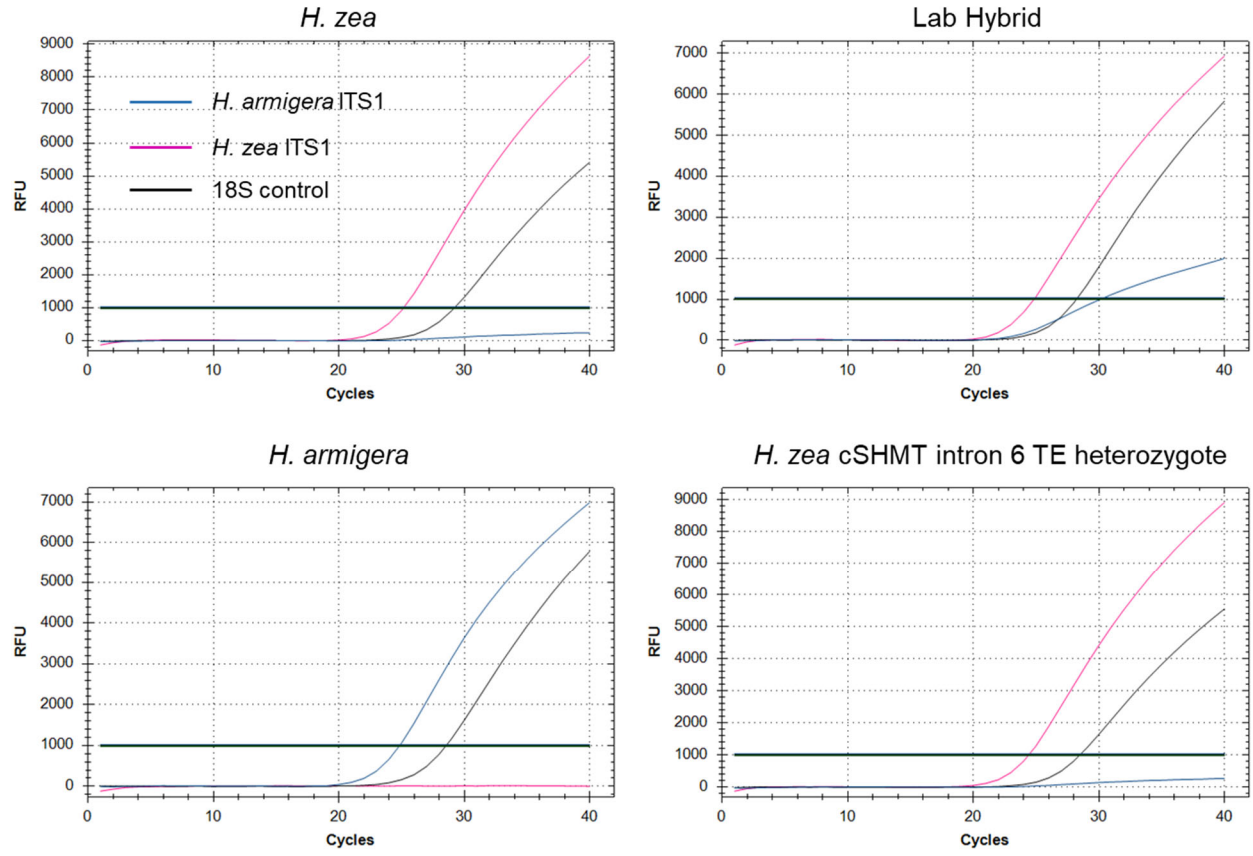 H. zea
9000
8000
7000
6000
5000
4000
3000
2000
1000
0
RFU
H. armigera ITS1
H. zea ITS1
18S control
0 10 20 30 40
Cycles
Lab Hybrid
7000
6000
5000
4000
3000
2000
1000
0
RFU
0 10 20 30 40
Cycles
H. armigera
7000
6000
5000
4000
3000
2000
1000
0
RFU
0 10 20 30 40
Cycles
H. zea cSHMT intron 6 TE heterozygote
9000
8000
7000
6000
5000
4000
3000
2000
1000
0
RFU
0 10 20 30 40
Cycles